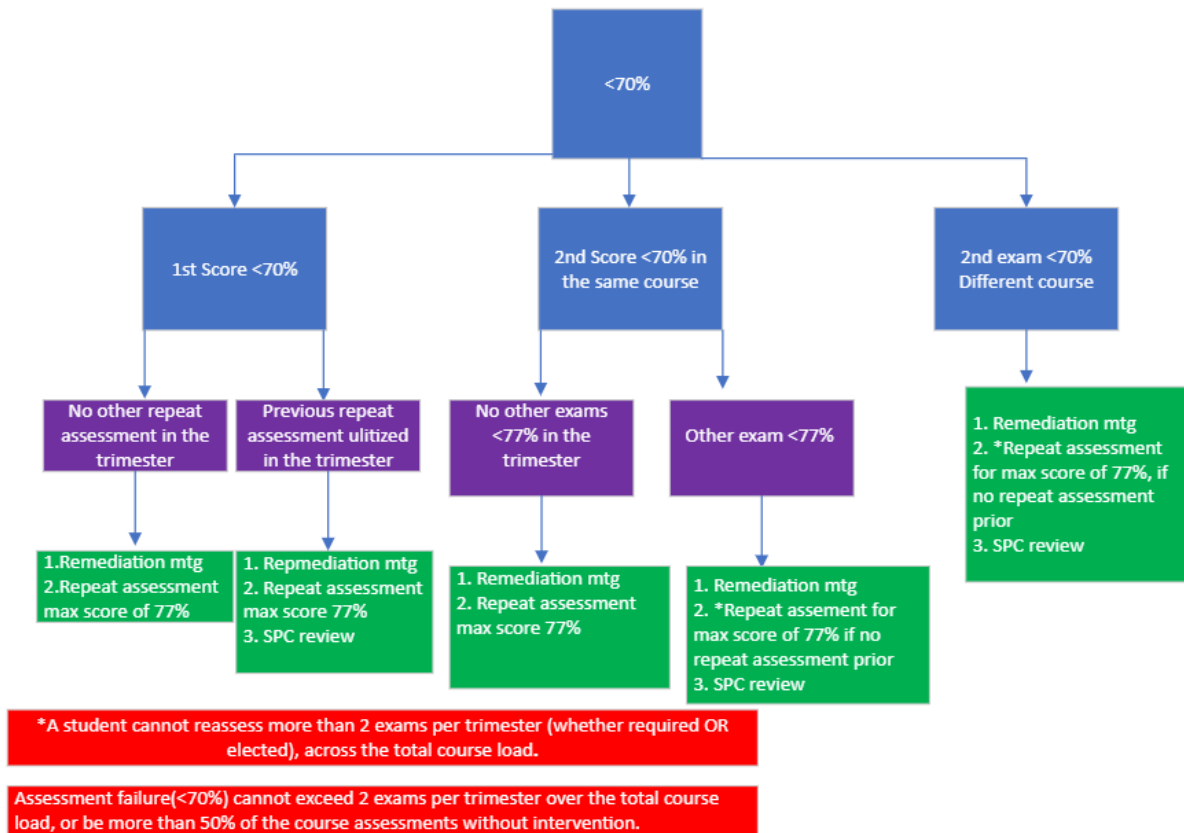 <70%
1st Score <70%
2nd Score <70% in
the same course
2nd exam <70%
Different course
No other repeat
assessment in the
trimester
Previous repeat
assessment ulitized
in the trimester
No other exams
<77% in the
trimester
Other exam <77%
1. Remediation mtg
2. *Repeat assessment
for max score of 77%, if
no repeat assessment
prior
3. SPC review
1.Remediation mtg
2.Repeat assessment
max score of 77%
1. Repmediation mtg
2. Repeat assessment
max score 77%
3. SPC review
1. Remediation mtg
2. Repeat assessment
max score 77%
1. Remediation mtg
2. *Repeat assement for
max score of 77% if no
repeat assessment prior
3. SPC review
*A student cannot reassess more than 2 exams per trimester (whether required OR
elected), across the total course load.
Assessment failure(<70%) cannot exceed 2 exams per trimester over the total course
load, or be more than 50% of the course assessments without intervention.